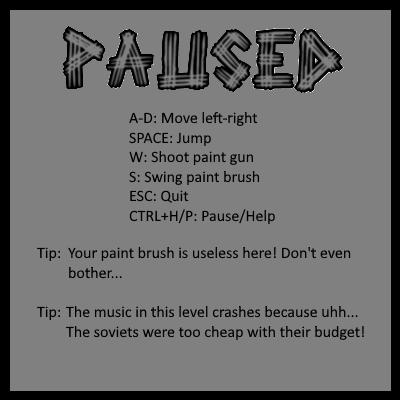 PAUSED
A-D: Move left-right
SPACE: Jump
W: Shoot paint gun
S: Swing paint brush
ESC: Quit
CTRL+H/P: Pause/Help
Tip: Your paint brush is useless here! Don't even
bother...
Tip: The music in this level crashes because uhh...
The soviets were too cheap with their budget!